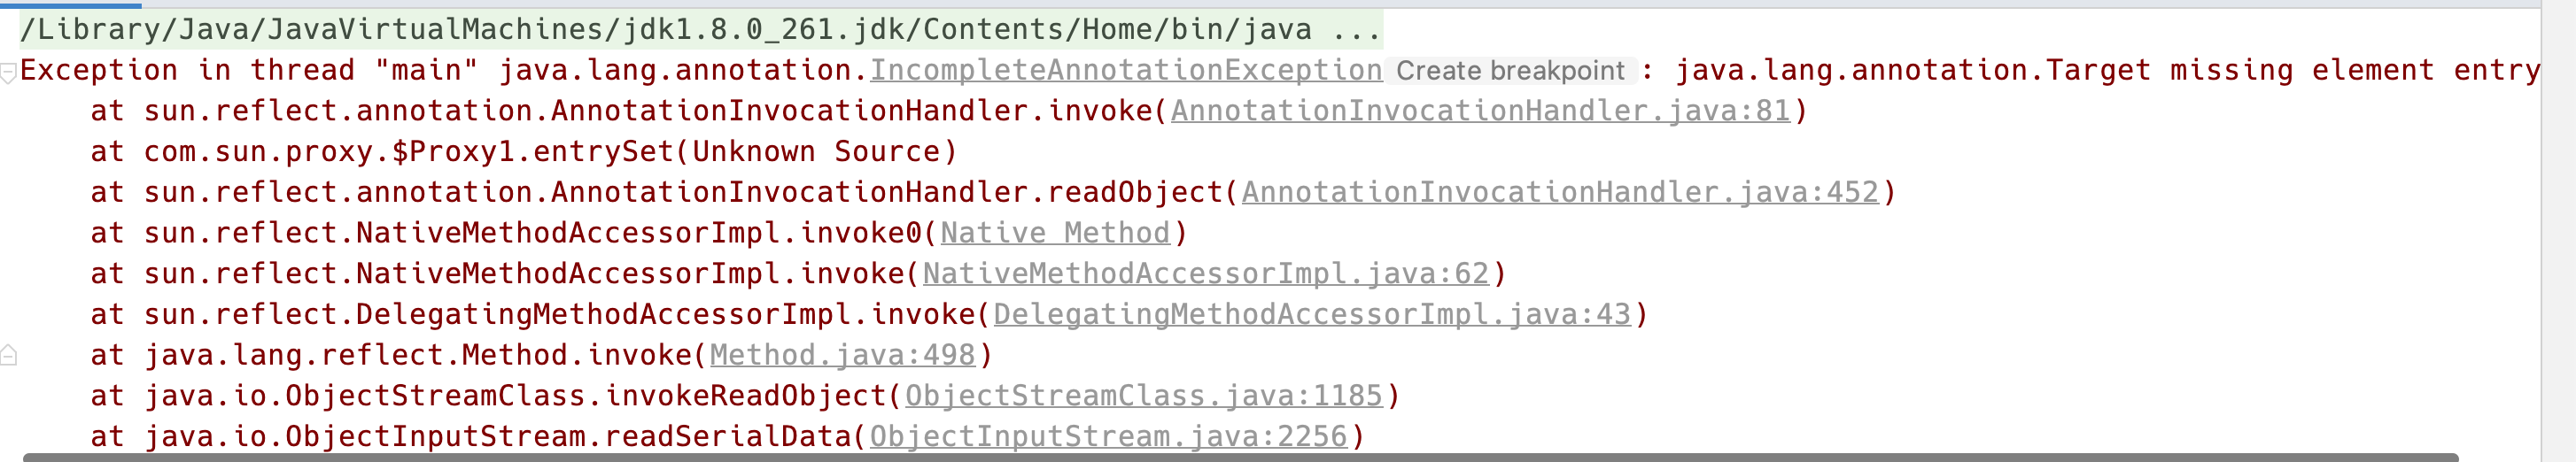 /Library/Java/JavaVirtualMachines/jdk1.8.0_261.jdk/Contents/Home/bin/java ...
Exception in thread "main" java.lang.annotation.IncompleteAnnotationException Create breakpoint : java.lang.annotation.Target missing element entry
at sun.reflect.annotation.AnnotationInvocationHandler.invoke(AnnotationInvocationHandler.java:81)
at com.sun.proxy.$Proxy1.entrySet(Unknown Source)
at sun.reflect.annotation.AnnotationInvocationHandler.readObject(AnnotationInvocationHandler.java:452)
at sun.reflect.NativeMethodAccessorImpl.invoke0(Native Method)
at sun.reflect.NativeMethodAccessorImpl.invoke(NativeMethodAccessorImpl.java:62)
at sun.reflect.DelegatingMethodAccessorImpl.invoke(DelegatingMethodAccessorImpl.java:43)
at java.lang.reflect.Method.invoke(Method.java:498)
at java.io.ObjectStreamClass.invokeReadObject(ObjectStreamClass.java:1185)
at java.io.ObjectInputStream.readSerialData(ObjectInputStream.java:2256)